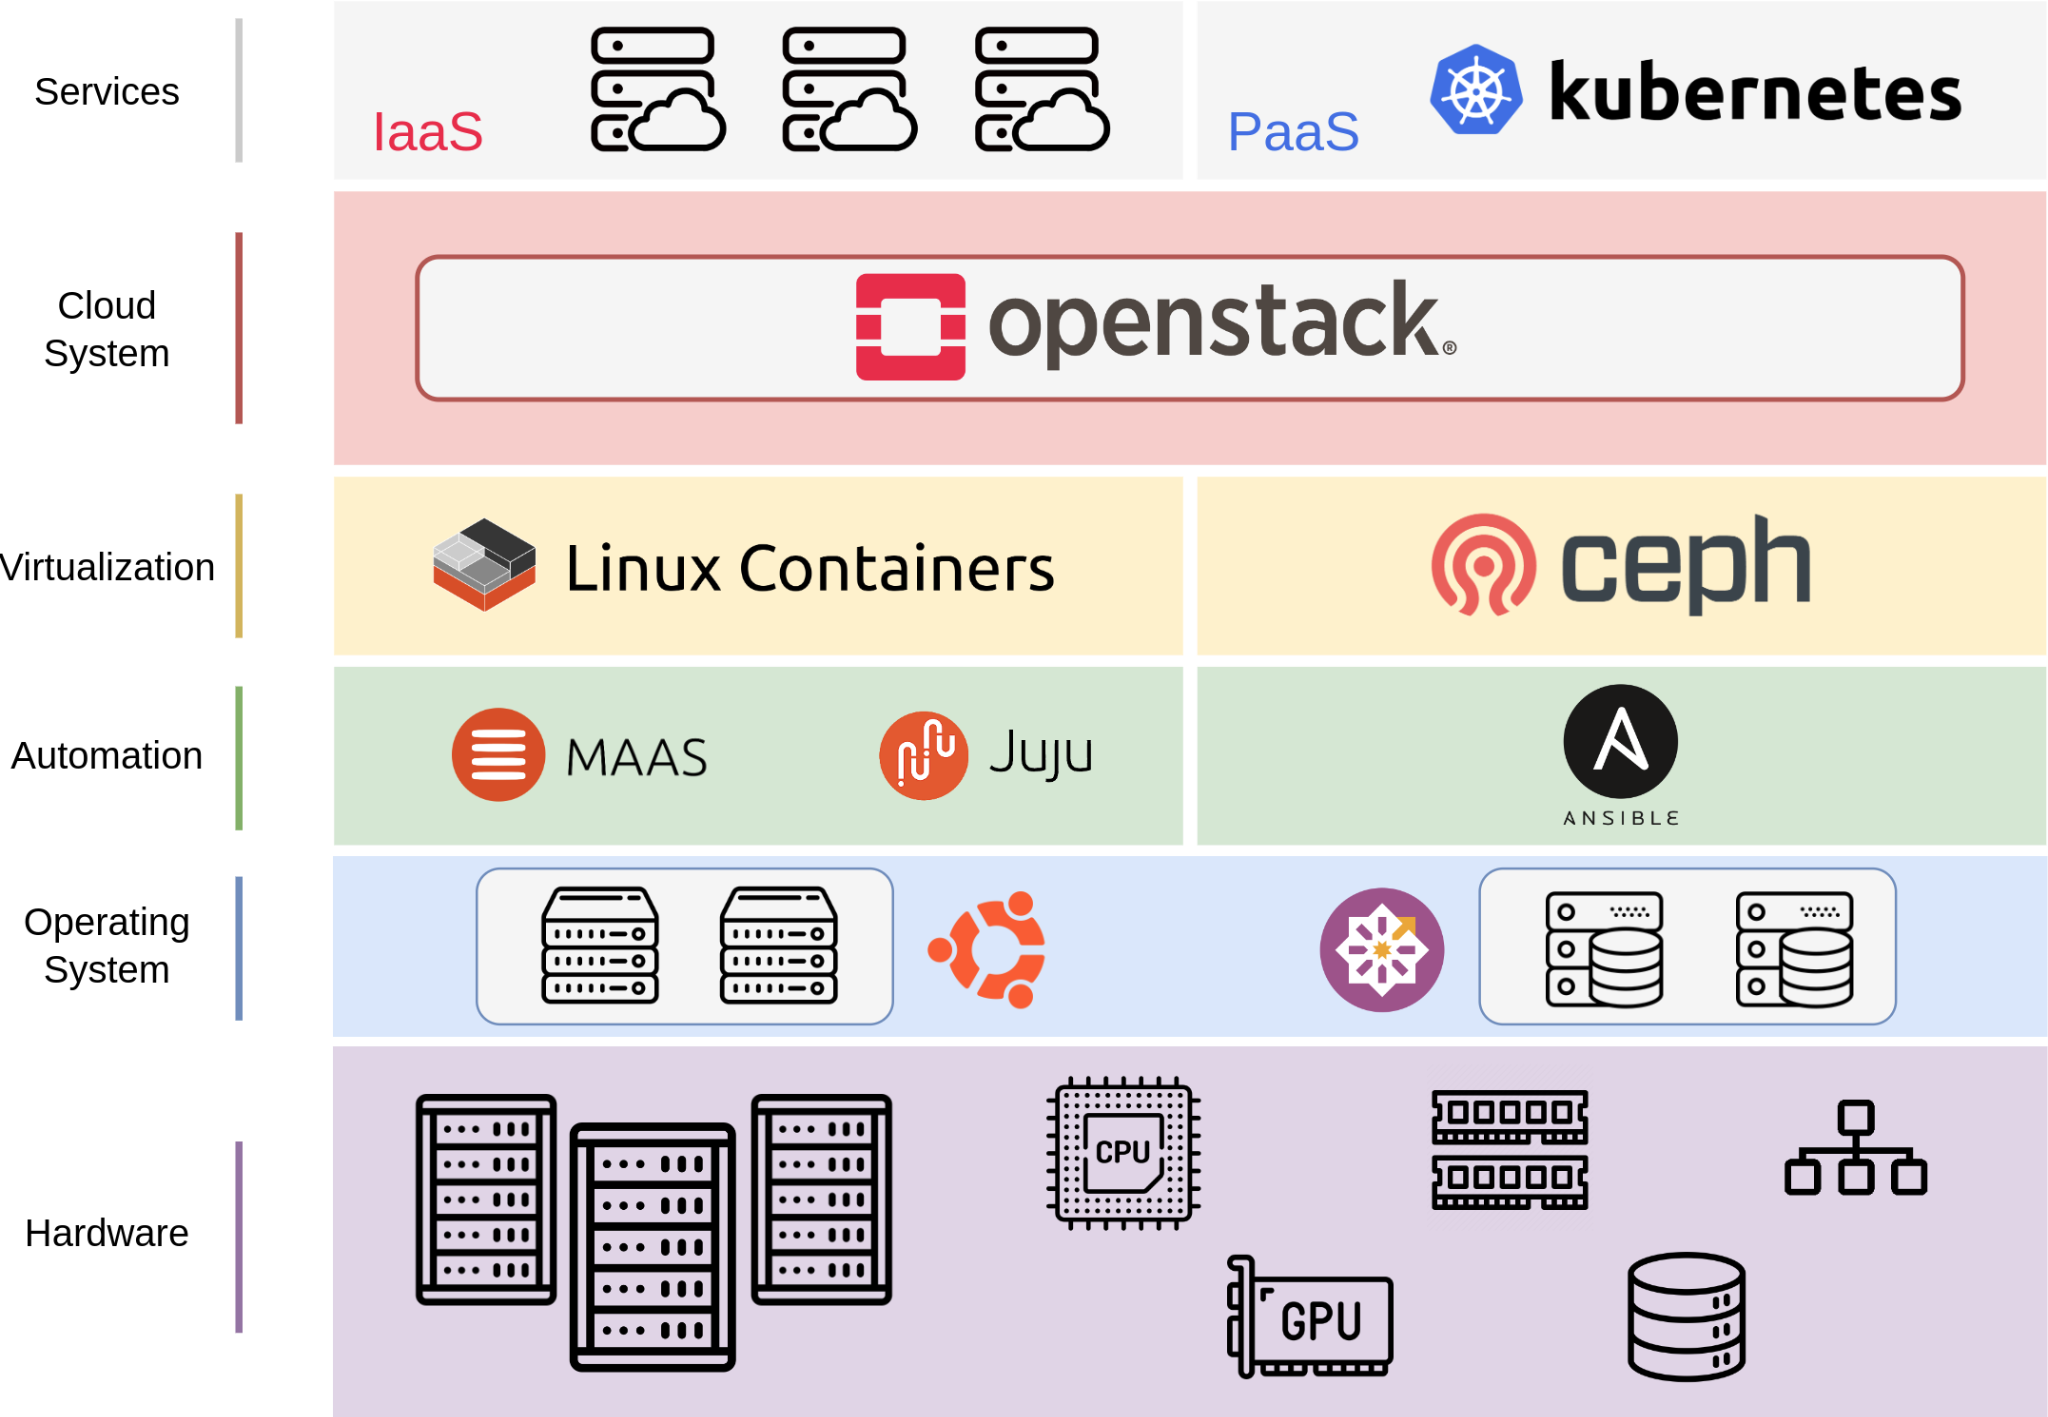 Services
IaaS
PaaS
kubernetes
Cloud
System
openstack®
Virtualization
Linux Containers
ceph
Automation
MAAS
Juju
ANSIBLE
Operating
System
Hardware
CPU
GPU